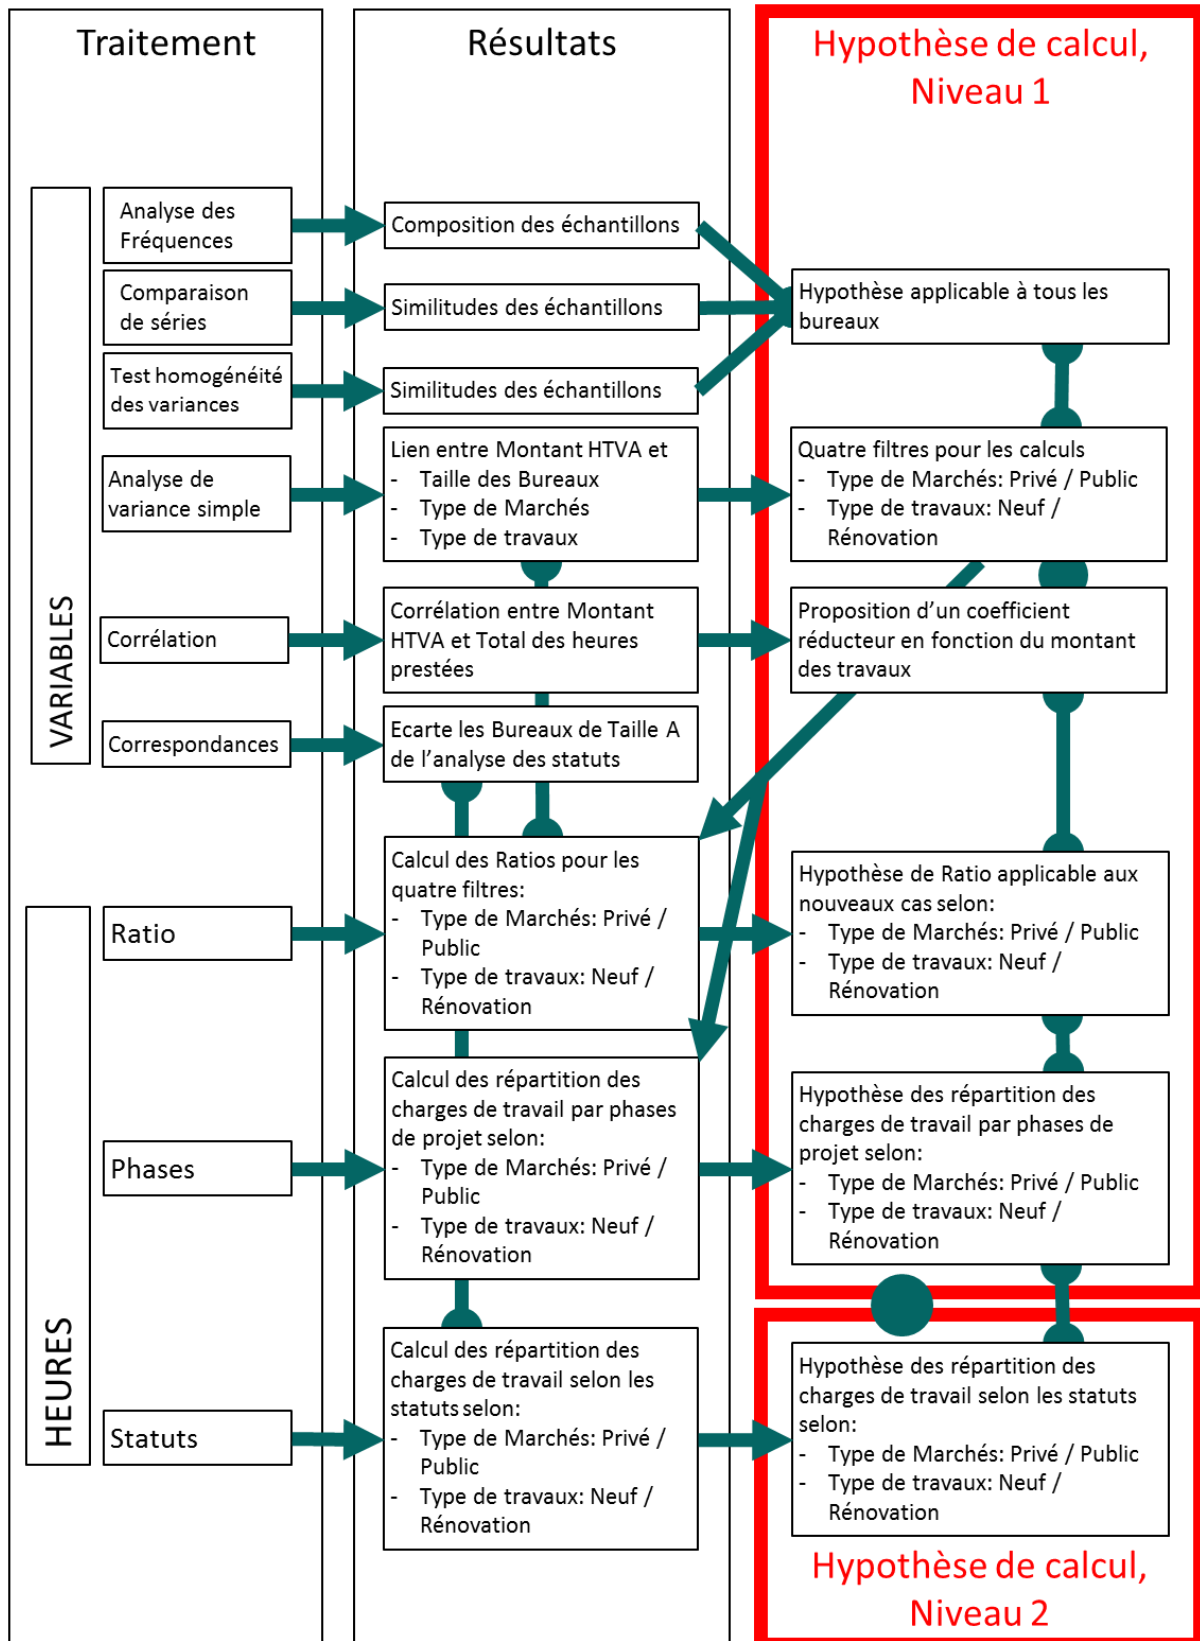 Traitement
Résultats
Hypothèse de calcul,
Niveau 1
VARIABLES
Analyse des
Fréquences
Composition des échantillons
Comparaison
de séries
Similitudes des échantillons
Hypothèse applicable à tous les
bureaux
Test homogénéité
des variances
Similitudes des échantillons
Analyse de
variance simple
Lien entre Montant HTVA et
- Taille des Bureaux
- Type de Marchés
- Type de travaux
Quatre filtres pour les calculs
- Type de Marchés: Privé / Public
- Type de travaux: Neuf /
Rénovation
Corrélation
Corrélation entre Montant
HTVA et Total des heures
prestées
Proposition d’un coefficient
réducteur en fonction du montant
des travaux
Correspondances
Ecarte les Bureaux de Taille A
de l’analyse des statuts
HEURES
Ratio
Calcul des Ratios pour les
quatre filtres:
- Type de Marchés: Privé /
Public
- Type de travaux: Neuf /
Rénovation
Hypothèse de Ratio applicable aux
nouveaux cas selon:
- Type de Marchés: Privé / Public
- Type de travaux: Neuf /
Rénovation
Phases
Calcul des répartition des
charges de travail par phases
de projet selon:
- Type de Marchés: Privé /
Public
- Type de travaux: Neuf /
Rénovation
Hypothèse des répartition des
charges de travail par phases de
projet selon:
- Type de Marchés: Privé / Public
- Type de travaux: Neuf /
Rénovation
Statuts
Calcul des répartition des
charges de travail selon les
statuts selon:
- Type de Marchés: Privé /
Public
- Type de travaux: Neuf /
Rénovation
Hypothèse des répartition des
charges de travail selon les statuts
selon:
- Type de Marchés: Privé / Public
- Type de travaux: Neuf /
Rénovation
Hypothèse de calcul,
Niveau 2